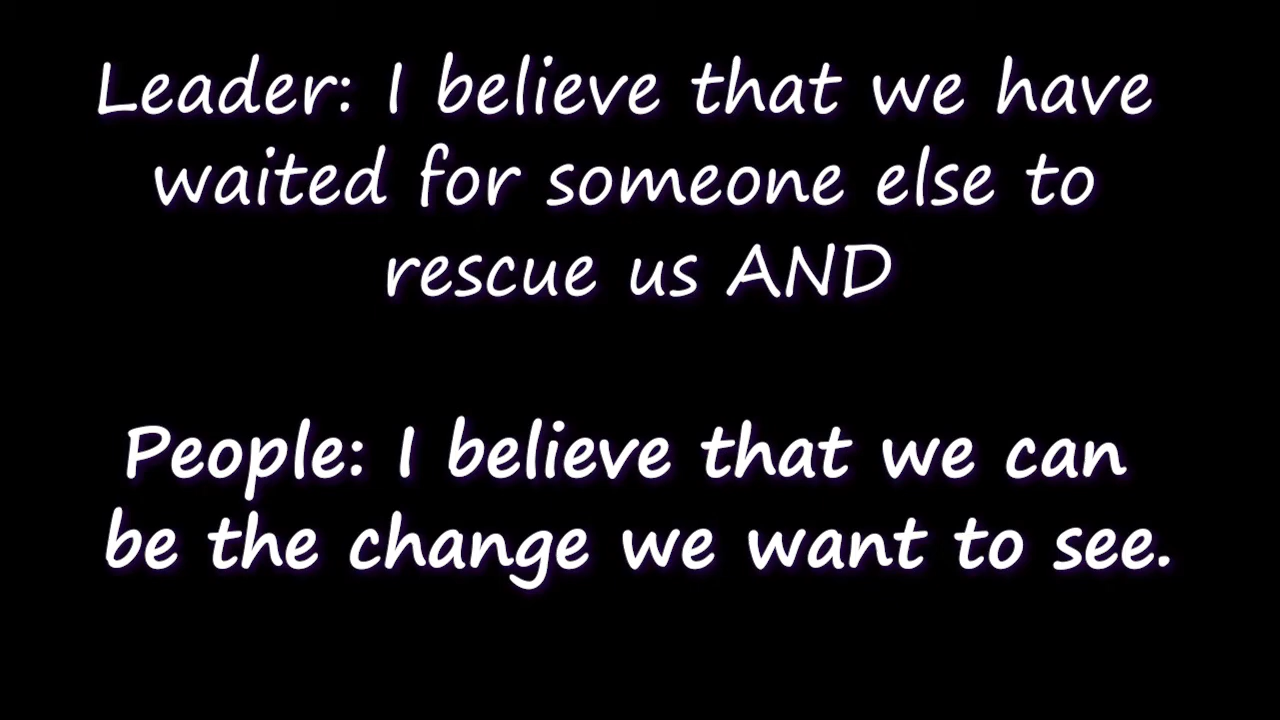 Leader: I believe that we have
waited for someone else to
rescue us AND
People: I believe that we can
be the change we want to see.